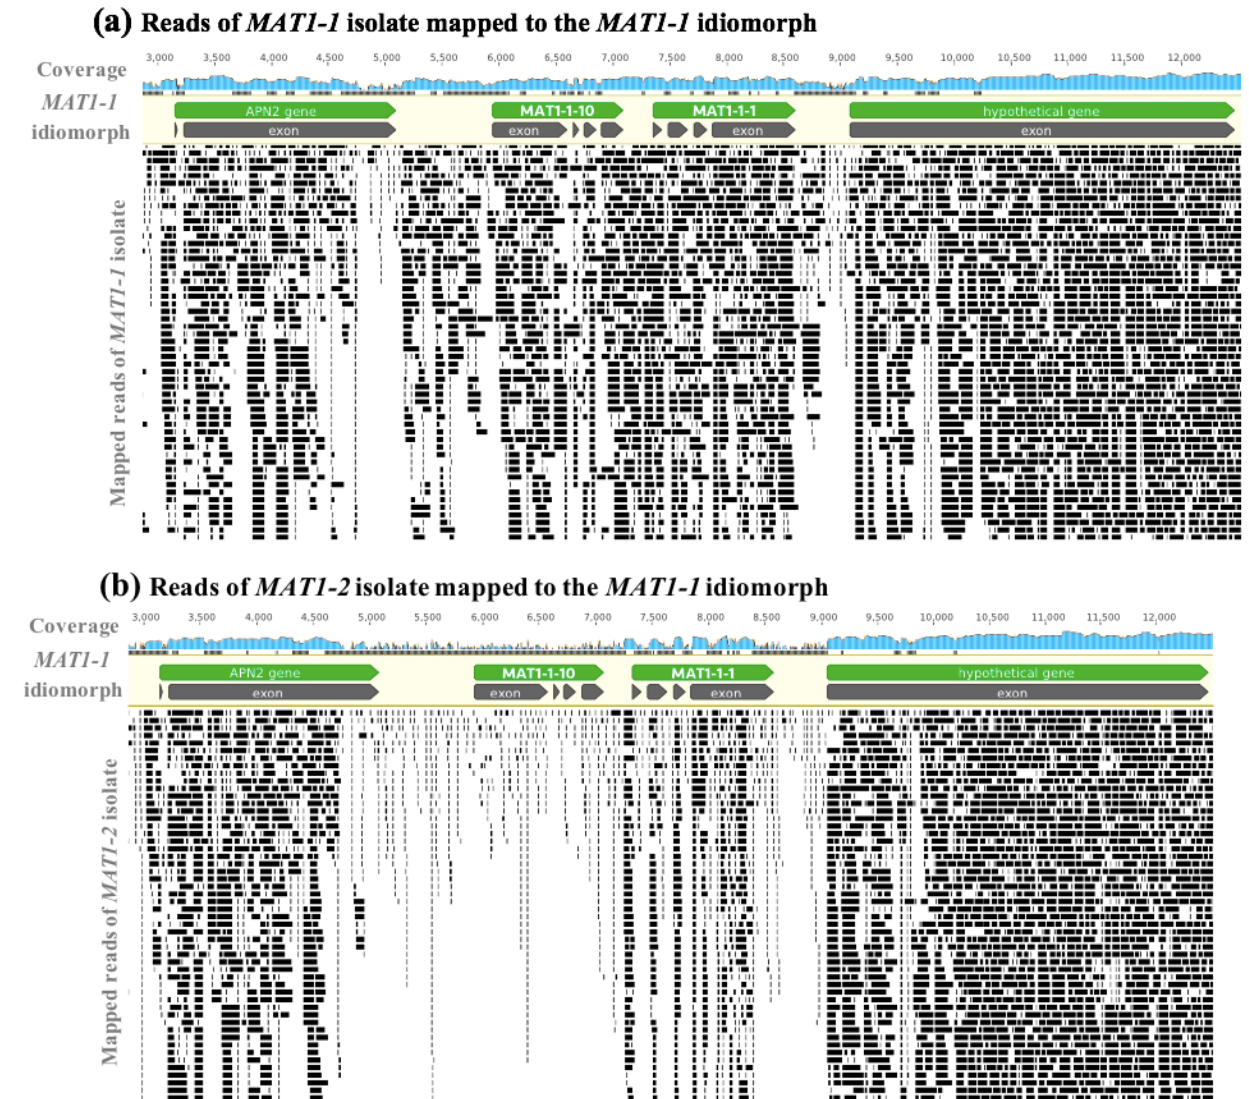 (a) Reads of MAT1-1 isolate mapped to the MAT1-1 idiomorph
3,000 3,500 4,000 4,500 5,000 5,500 6,000 6,500 7,000 7,500 8,000 8,500 9,000 9,500 10,000 10,500 11,000 11,500 12,000
Coverage
MAT1-1
idiomorph
APN2 gene MAT1-1-10 MAT1-1-1 hypothetical gene
exon exon exon exon
Mapped reads of MAT1-1 isolate
(b) Reads of MAT1-2 isolate mapped to the MAT1-1 idiomorph
3,000 3,500 4,000 4,500 5,000 5,500 6,000 6,500 7,000 7,500 8,000 8,500 9,000 9,500 10,000 10,500 11,000 11,500 12,000
Coverage
MAT1-1
idiomorph
APN2 gene MAT1-1-10 MAT1-1-1 hypothetical gene
exon exon exon exon
Mapped reads of MAT1-2 isolate